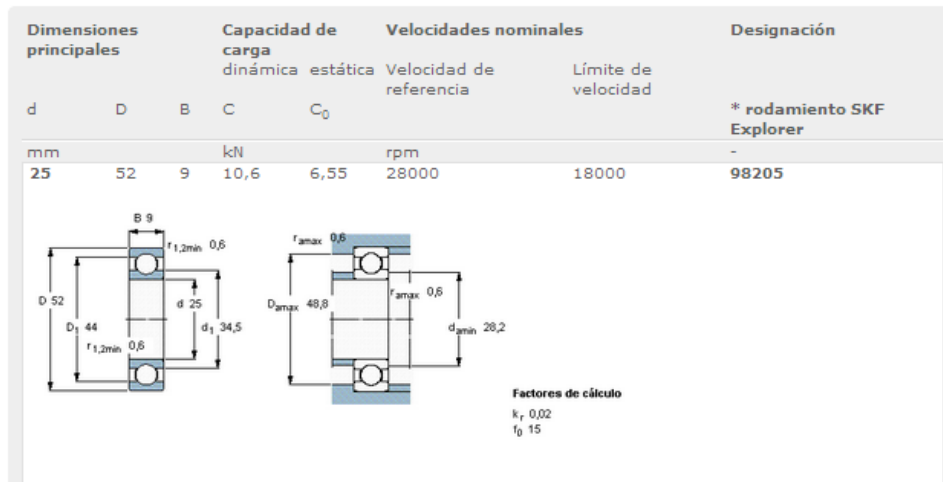 Dimensiones principales
Capacidad de carga
Velocidades nominales
Designación
dinámica estática Velocidad de referencia Límite de velocidad
d D B C C0
* rodamiento SKF Explorer
mm kN rpm -
25 52 9 10,6 6,55 28000 18000 98205
B 9
r1,2min 0,6
D 52
D1 44
d 25
d1 34,5
r1,2min 0,6
ramax 0,6
Damax 48,8
ramax 0,6
damin 28,2
Factores de cálculo
kr 0,02
f0 15